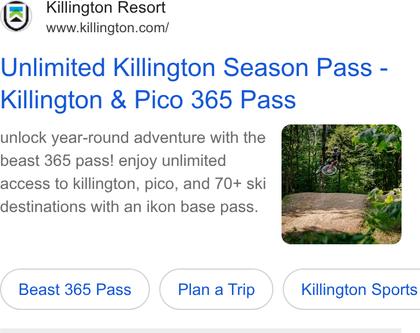 Killington Resort
www.killington.com/
Unlimited Killington Season Pass -
Killington & Pico 365 Pass
unlock year-round adventure with the
beast 365 pass! enjoy unlimited
access to killington, pico, and 70+ ski
destinations with an ikon base pass.
Beast 365 Pass
Plan a Trip
Killington Sports